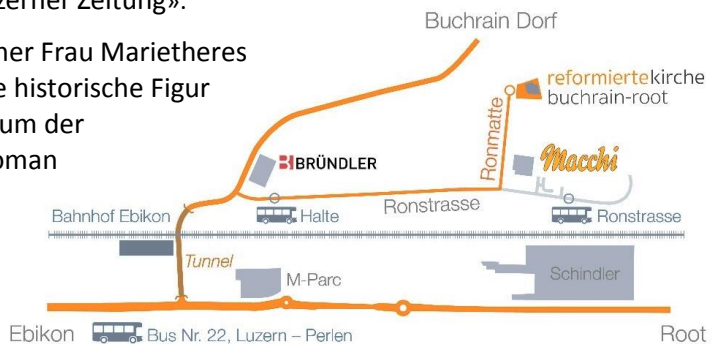 zerner Zeitung».
ner Frau Marietheres
e historische Figur
um der
oman
Buchrain Dorf
reformiertekirche
buchrain-root
Ronmatte
Macchi
BRÜNDLER
Halte
Ronstrasse
Ronstrasse
Bahnhof Ebikon
Tunnel
M-Parc
Schindler
Ebikon
Bus Nr. 22, Luzern – Perlen
Root